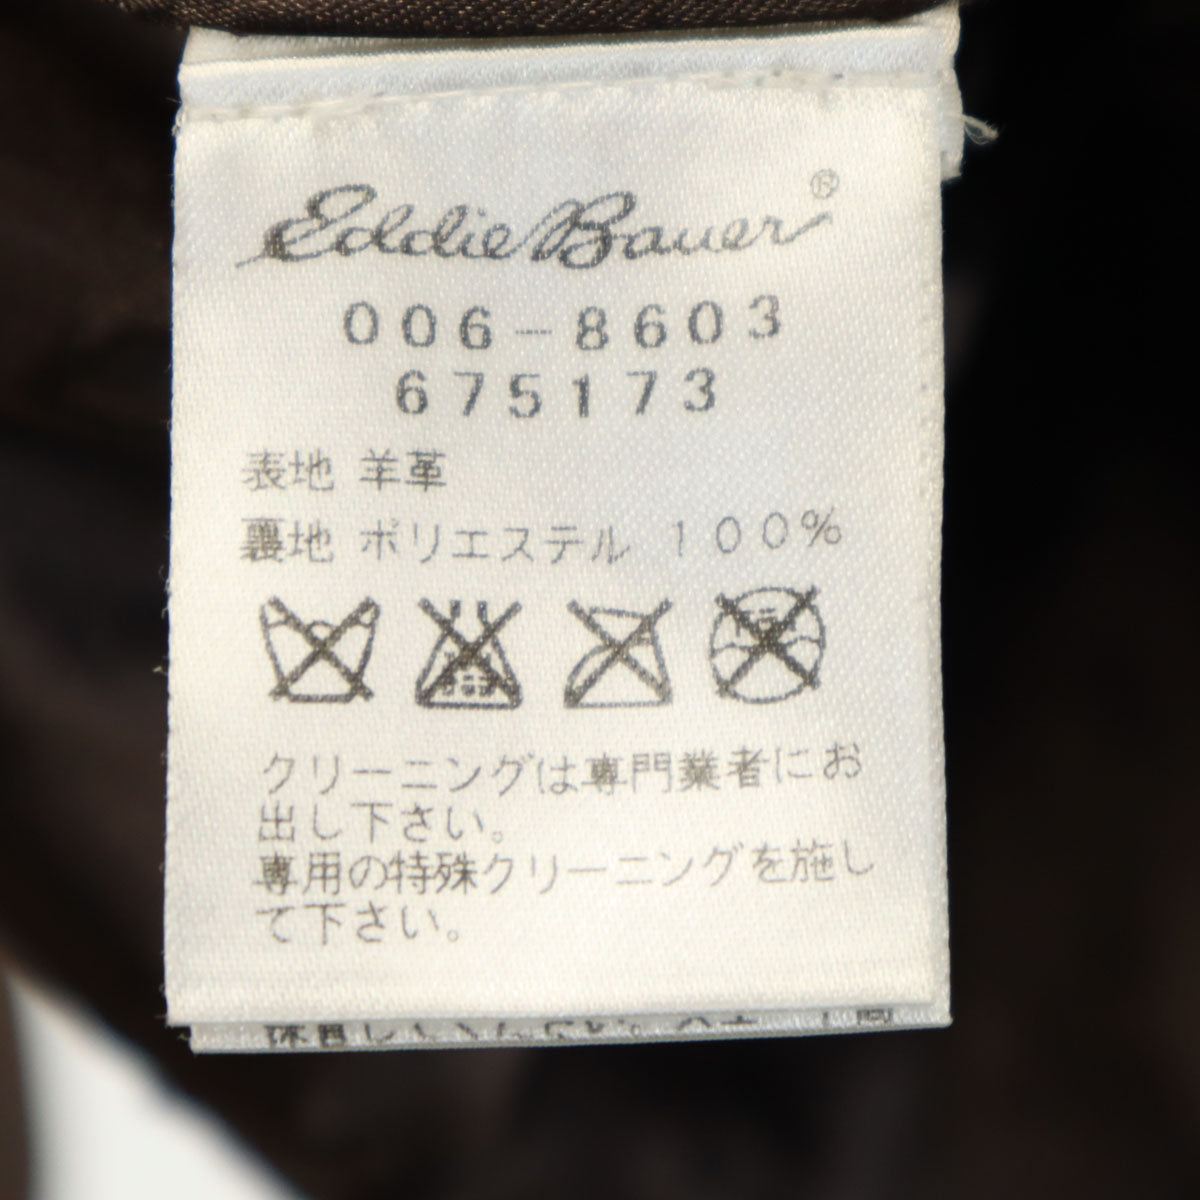 Eddie Bauer®
006-8603
675173
表地 羊革
裏地 ポリエステル 100%
クリーニングは専門業者にお
出し下さい。
専用の特殊クリーニングを施し
て下さい。